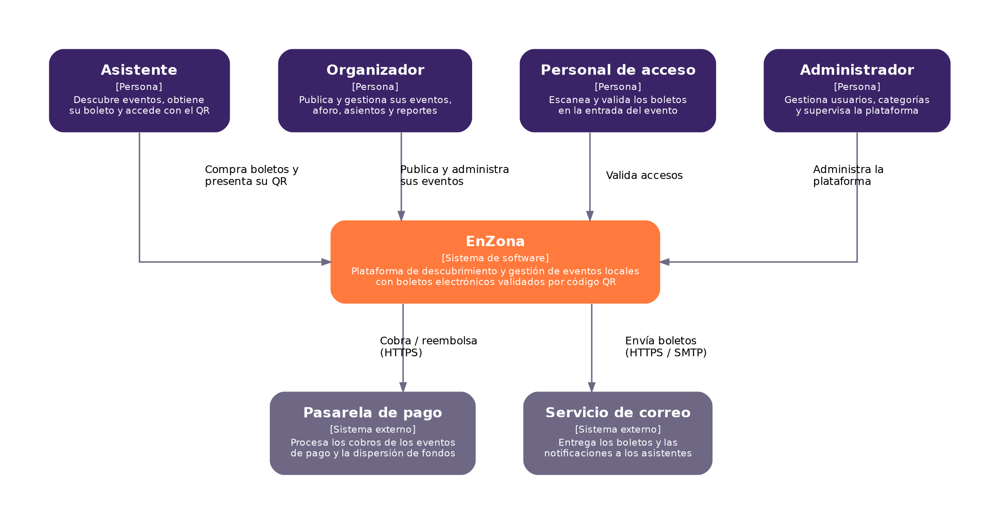 Asistente
[Persona]
Descubre eventos, obtiene
su boleto y accede con el QR
Organizador
[Persona]
Publica y gestiona sus eventos,
aforo, asientos y reportes
Personal de acceso
[Persona]
Escanea y valida los boletos
en la entrada del evento
Administrador
[Persona]
Gestiona usuarios, categorías
y supervisa la plataforma
Compra boletos y
presenta su QR
Publica y administra
sus eventos
Valida accesos
Administra la
plataforma
EnZona
[Sistema de software]
Plataforma de descubrimiento y gestión de eventos locales
con boletos electrónicos validados por código QR
Cobra / reembolsa
(HTTPS)
Envía boletos
(HTTPS / SMTP)
Pasarela de pago
[Sistema externo]
Procesa los cobros de los eventos
de pago y la dispersión de fondos
Servicio de correo
[Sistema externo]
Entrega los boletos y las
notificaciones a los asistentes